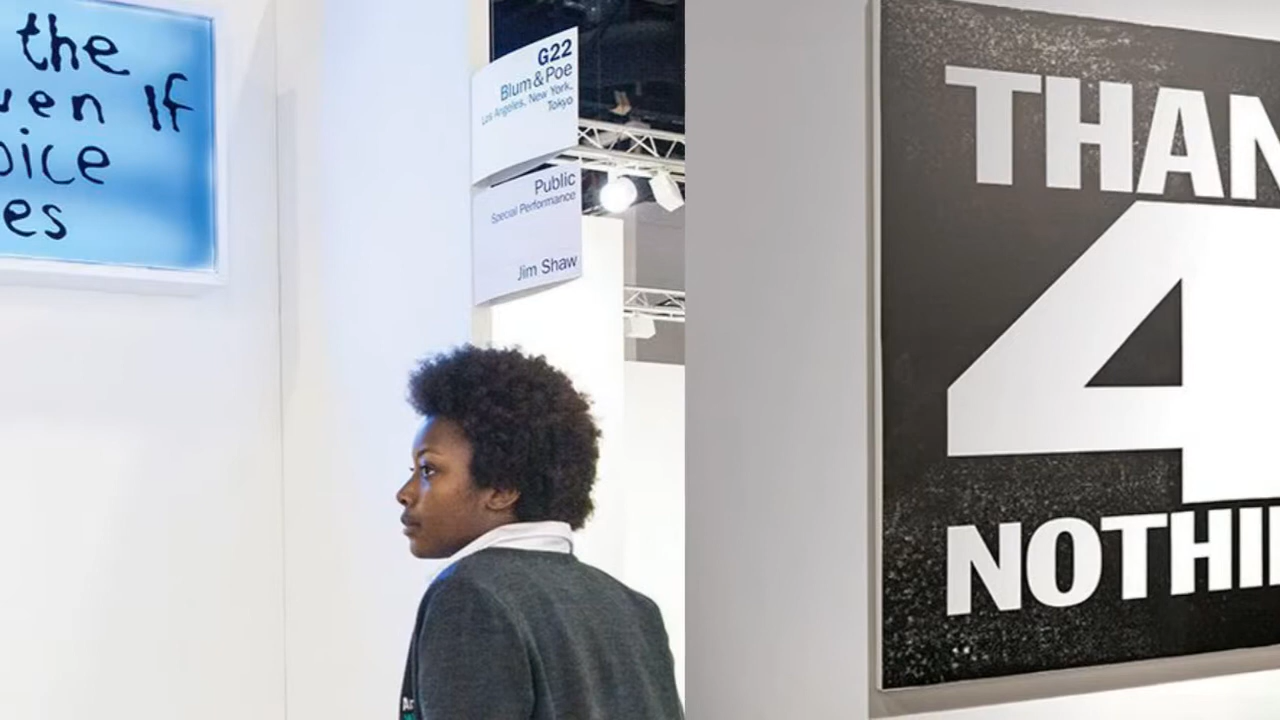 the
ven If
oice
es
G22
Blum & Poe
Los Angeles, New York,
Tokyo
Public
Special Performance
Jim Shaw
THAN
4
NOTHI